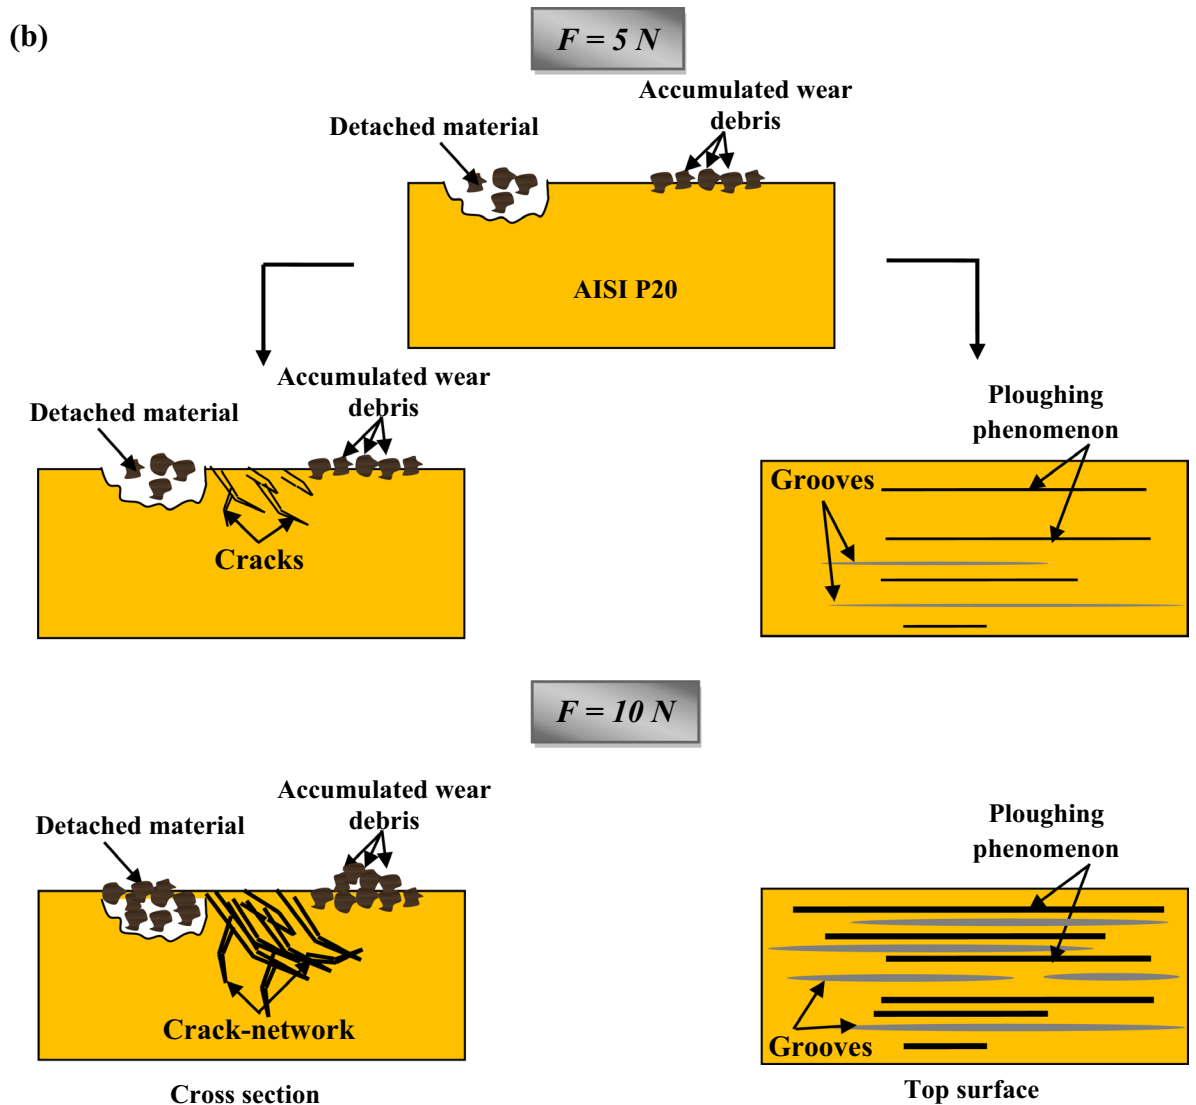 (b)
F = 5 N
Accumulated wear
debris
Detached material
AISI P20
Accumulated wear
debris
Detached material
Cracks
Ploughing
phenomenon
Grooves
F = 10 N
Accumulated wear
debris
Detached material
Crack-network
Ploughing
phenomenon
Grooves
Cross section
Top surface